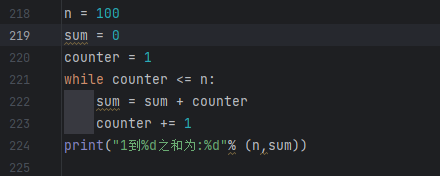 218 n = 100
219 sum = 0
220 counter = 1
221 while counter <= n:
222     sum = sum + counter
223     counter += 1
224 print("1到%d之和为:%d"% (n,sum))
225